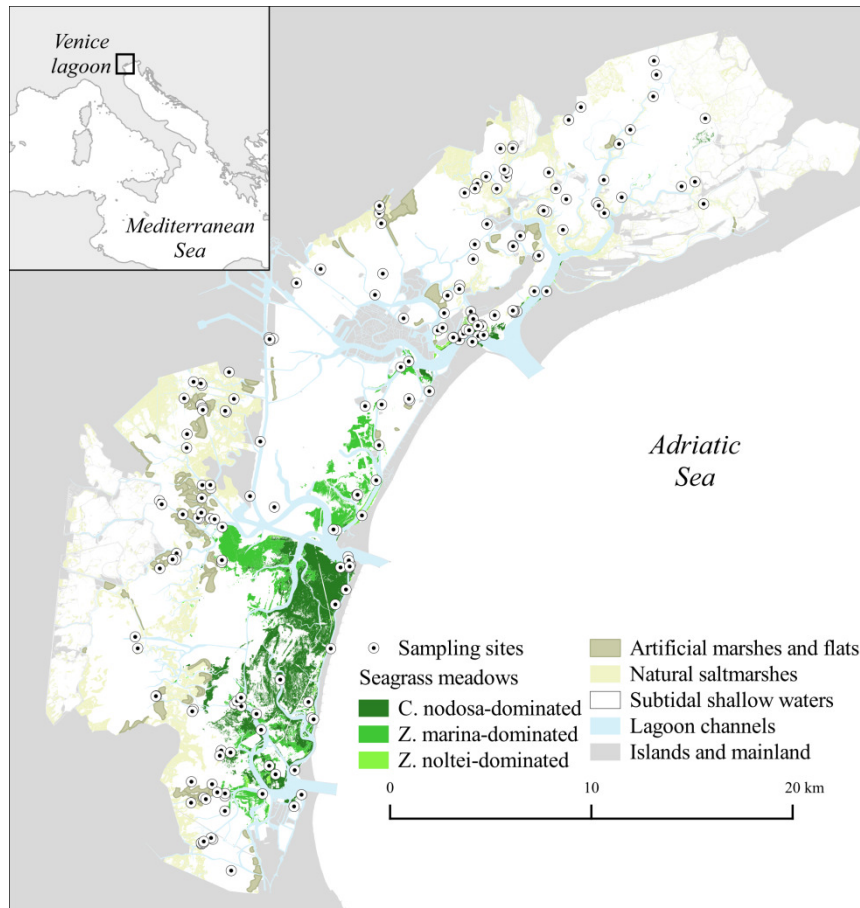 Venice
lagoon
Mediterranean
Sea
Adriatic
Sea
Sampling sites
Seagrass meadows
C. nodosa-dominated
Z. marina-dominated
Z. noltei-dominated
Artificial marshes and flats
Natural saltmarshes
Subtidal shallow waters
Lagoon channels
Islands and mainland
0 10 20 km